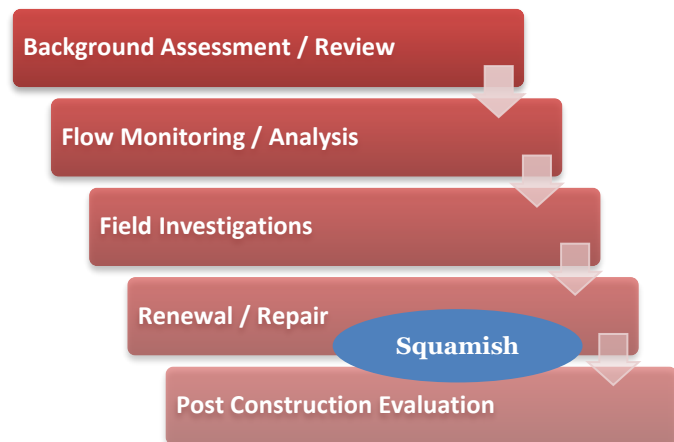 Background Assessment / Review
Flow Monitoring / Analysis
Field Investigations
Renewal / Repair
Squamish
Post Construction Evaluation